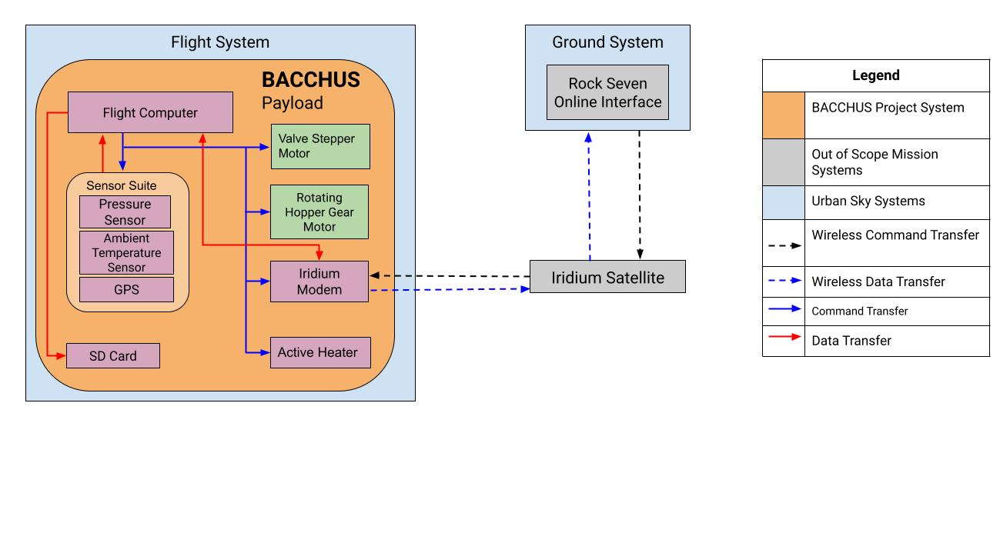 Flight System
BACCHUS
Payload
Flight Computer
Valve Stepper
Motor
Sensor Suite
Pressure
Sensor
Ambient
Temperature
Sensor
GPS
Rotating
Hopper Gear
Motor
Iridium
Modem
SD Card
Active Heater
Ground System
Rock Seven
Online Interface
Iridium Satellite
Legend
BACCHUS Project System
Out of Scope Mission
Systems
Urban Sky Systems
Wireless Command Transfer
Wireless Data Transfer
Command Transfer
Data Transfer